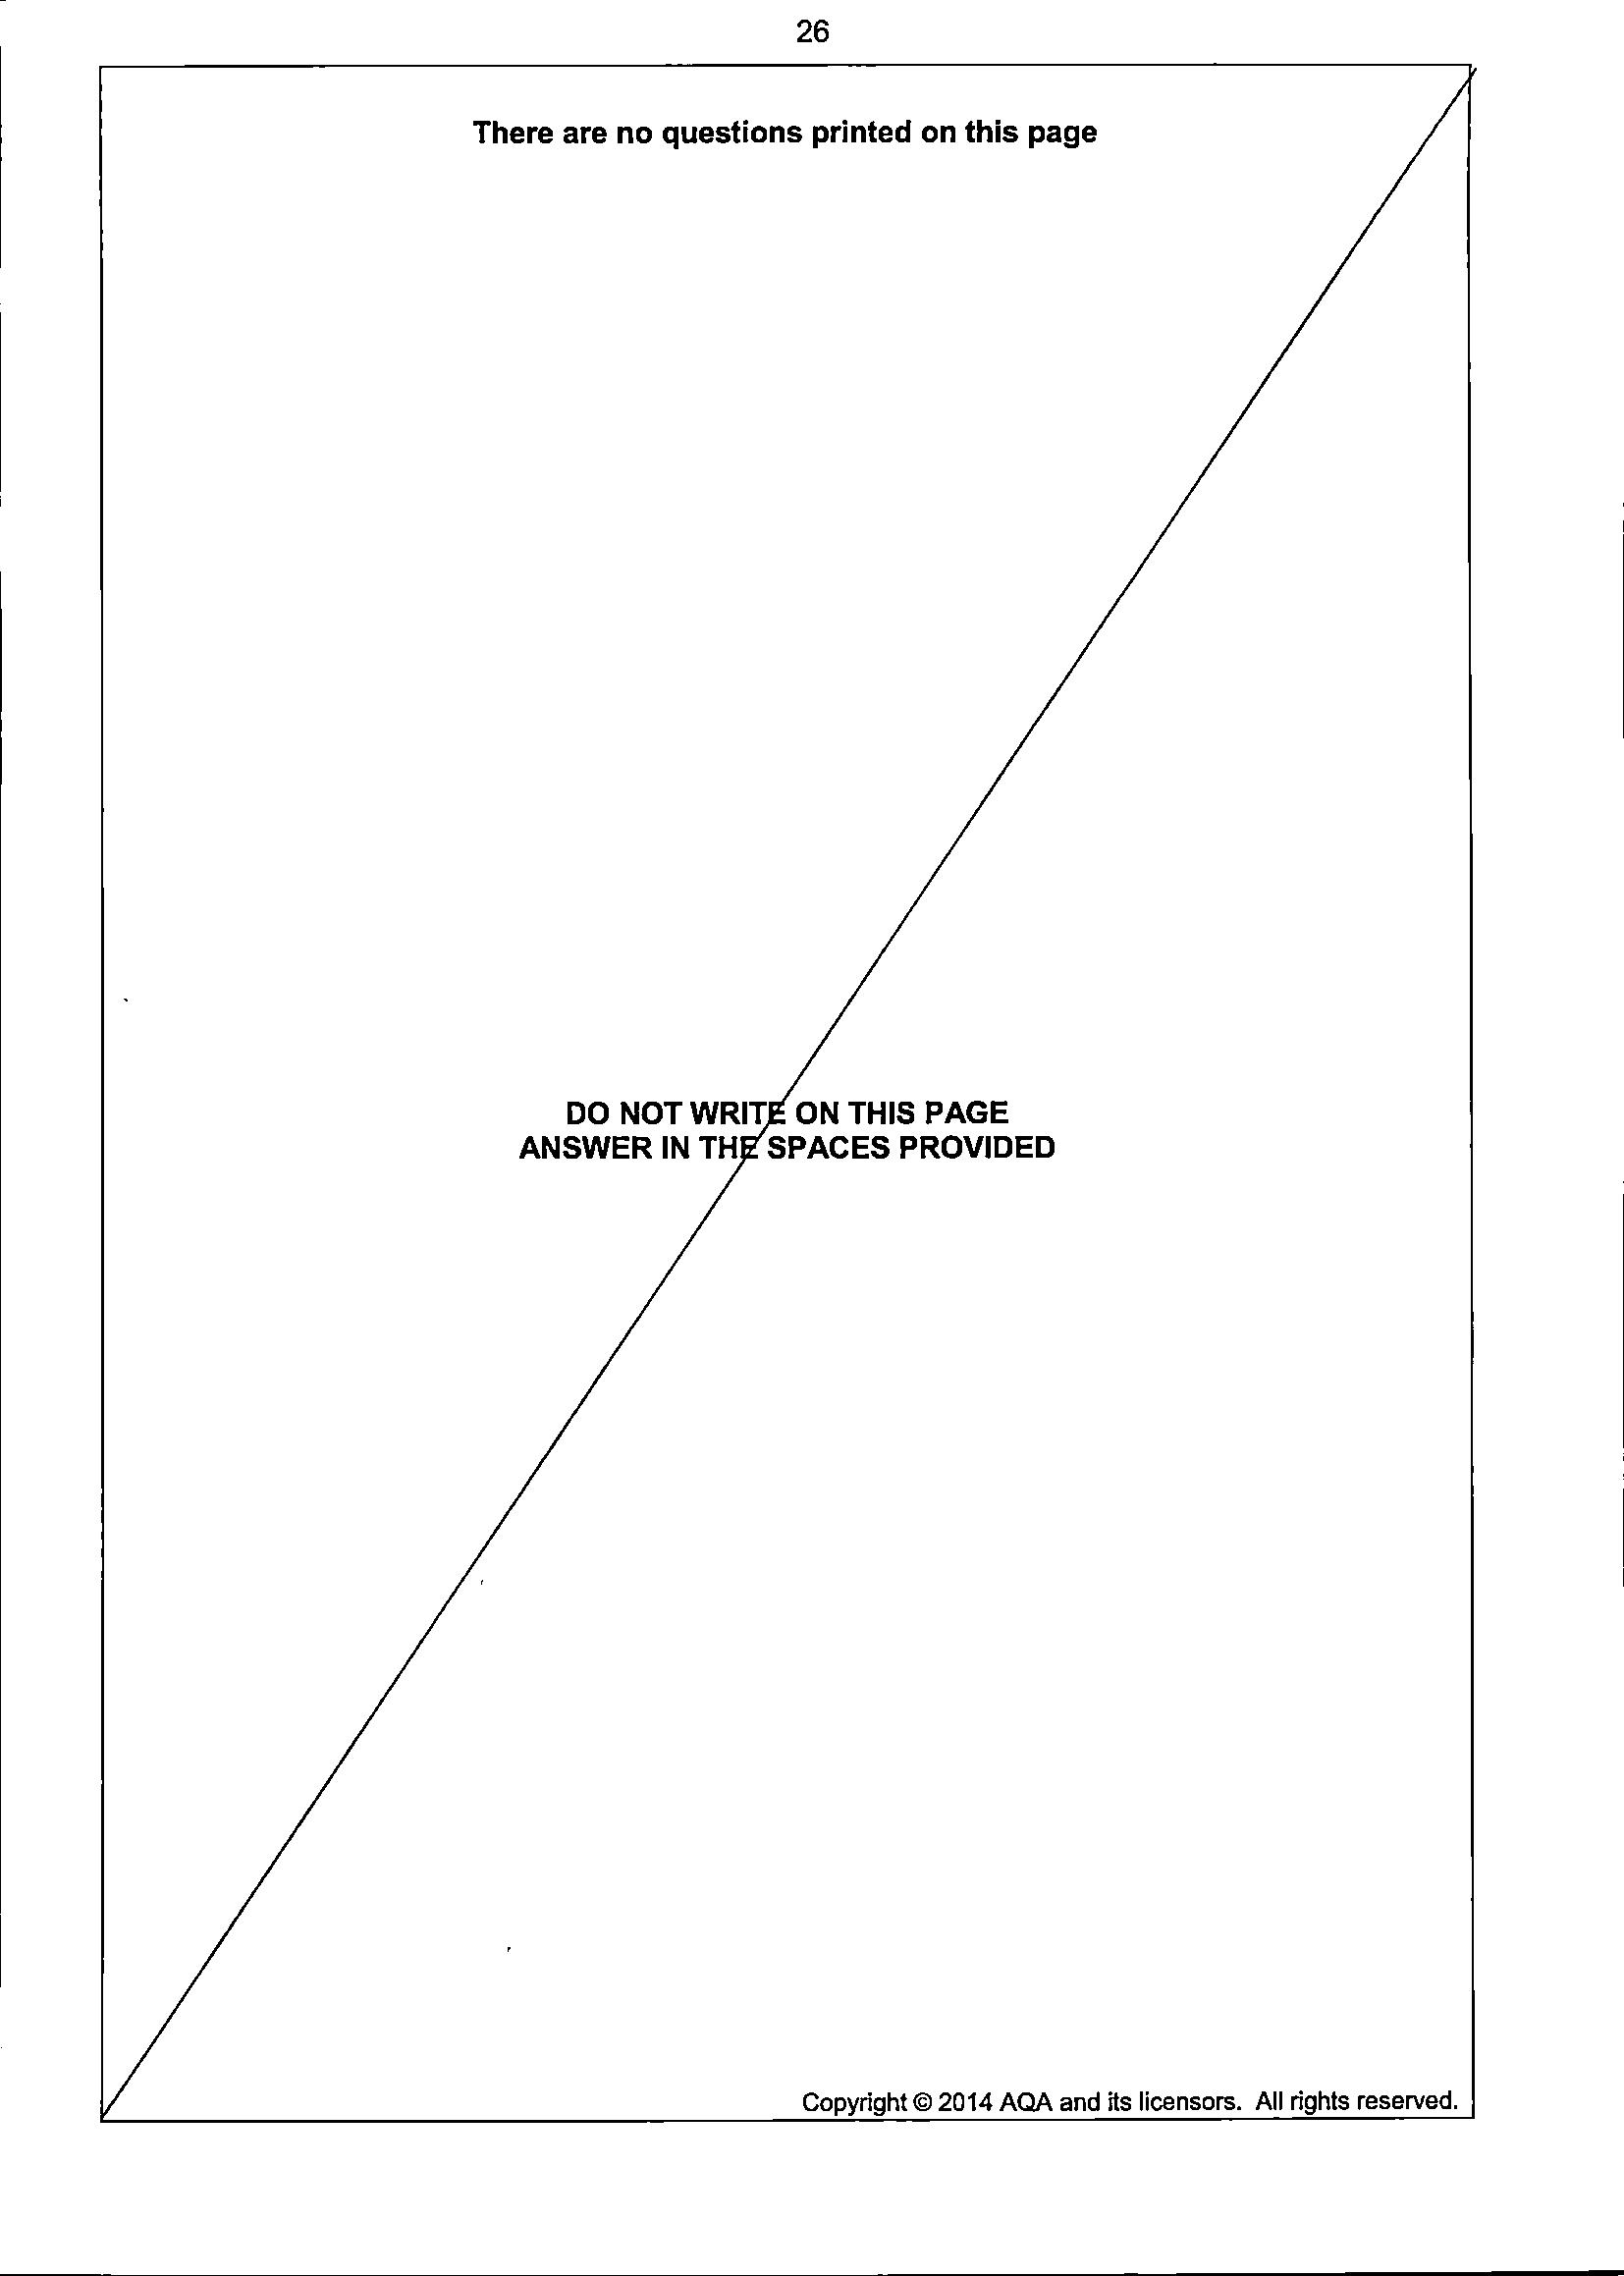 26
There are no questions printed on this page
DO NOT WRITE ON THIS PAGE
ANSWER IN THE SPACES PROVIDED
Copyright © 2014 AQA and its licensors. All rights reserved.